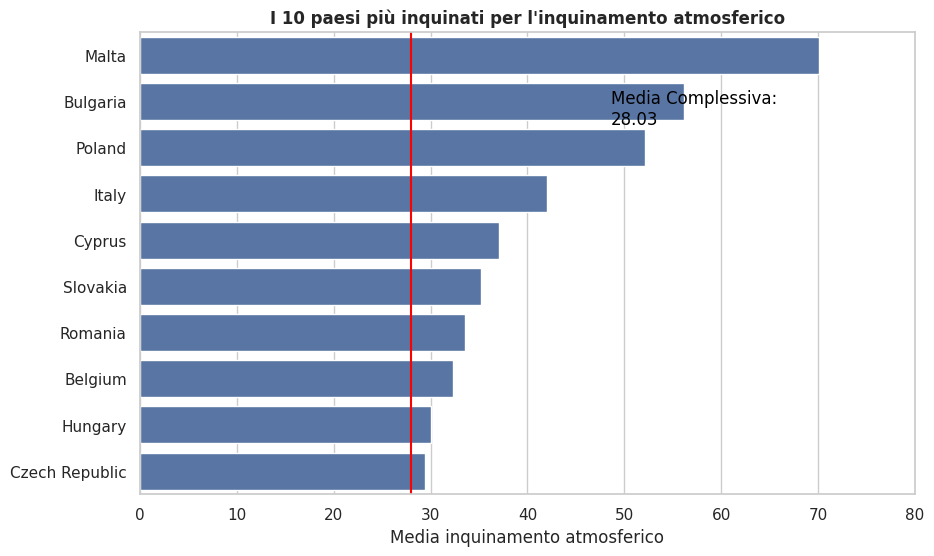 I 10 paesi più inquinati per l'inquinamento atmosferico
Malta
Bulgaria
Media Complessiva:
28.03
Poland
Italy
Cyprus
Slovakia
Romania
Belgium
Hungary
Czech Republic
0 10 20 30 40 50 60 70 80
Media inquinamento atmosferico